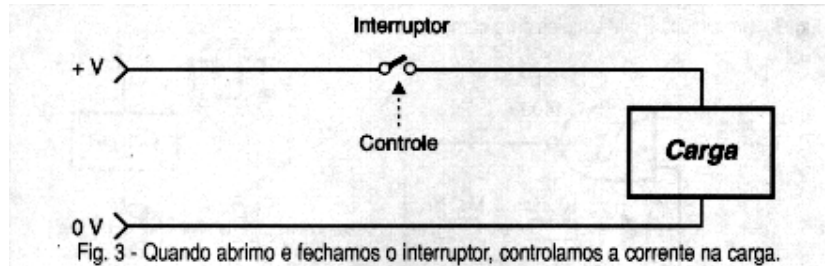 Interruptor
+ V
Controle
Carga
0 V
Fig. 3 - Quando abrimo e fechamos o interruptor, controlamos a corrente na carga.